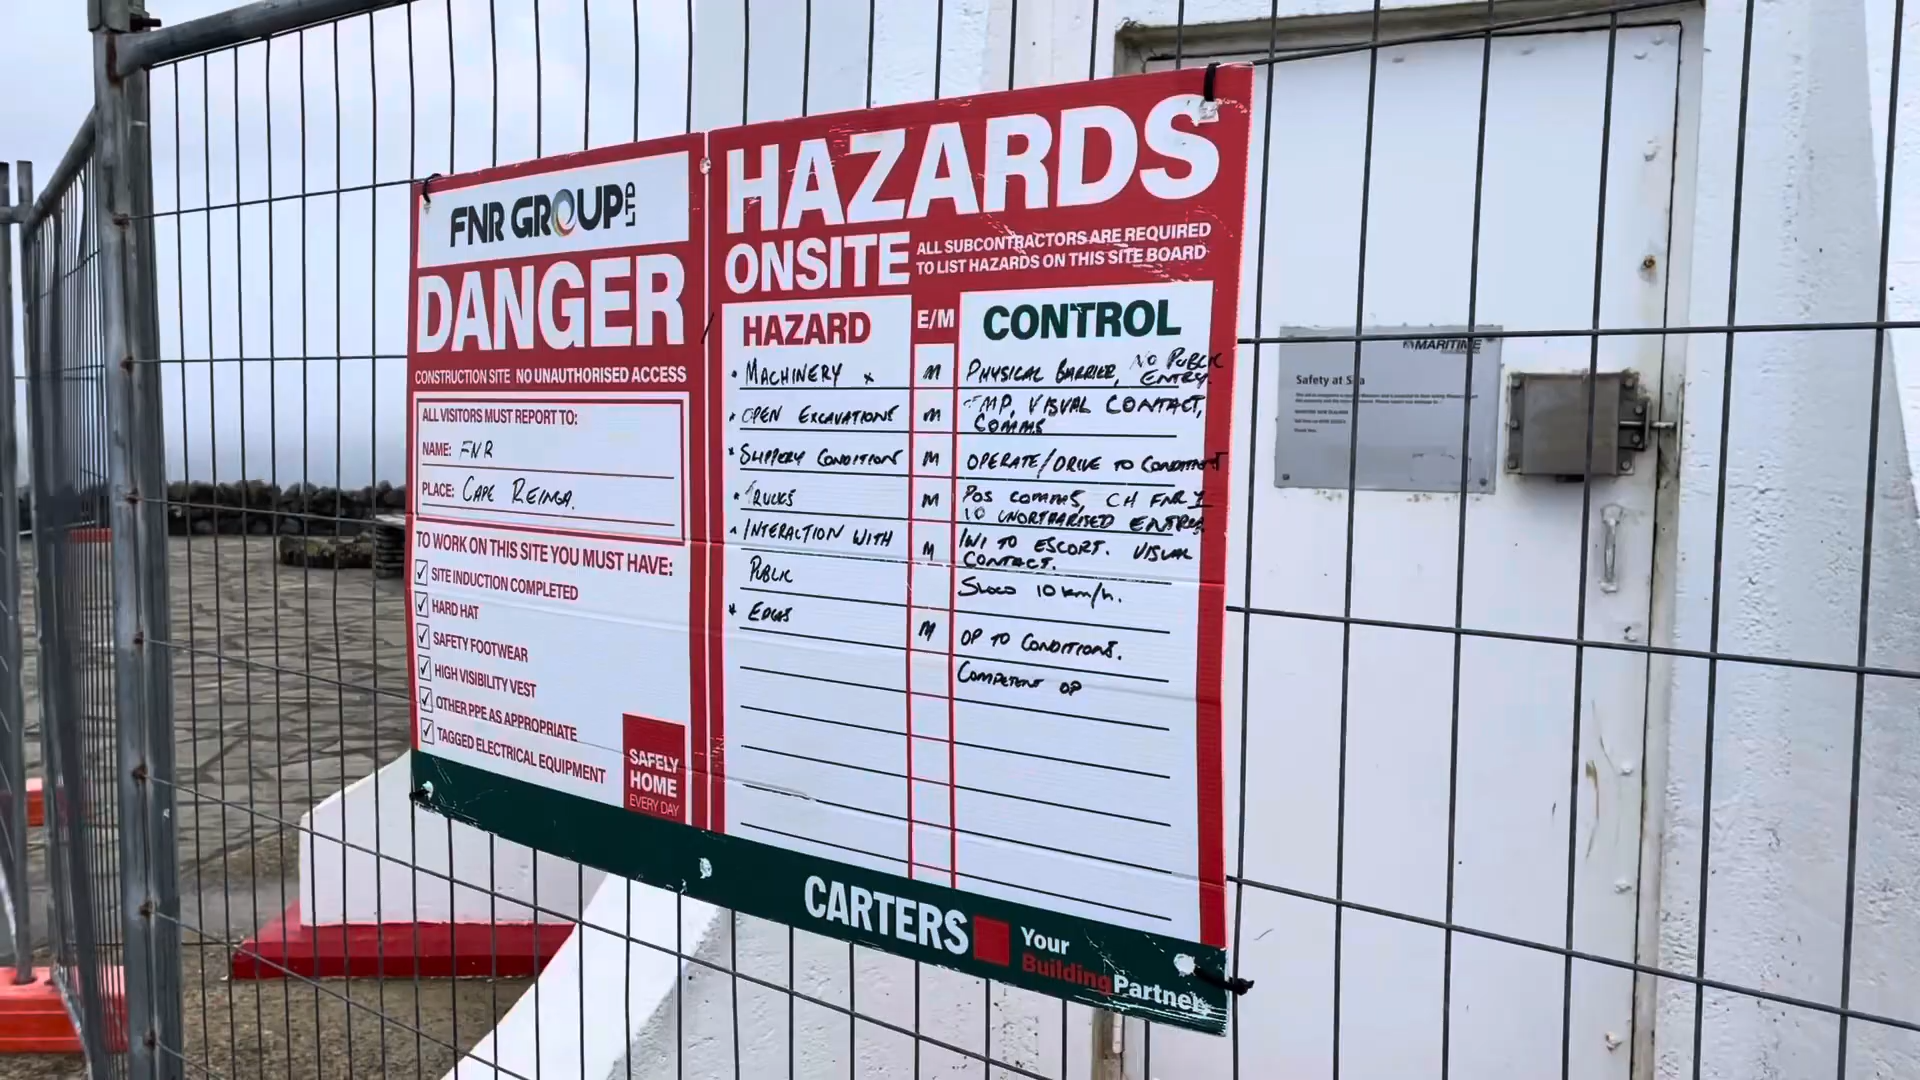 FNR GROUP LTD
DANGER
CONSTRUCTION SITE NO UNAUTHORISED ACCESS
ALL VISITORS MUST REPORT TO:
NAME: FNR
PLACE: CAPE REINGA.
TO WORK ON THIS SITE YOU MUST HAVE:
SITE INDUCTION COMPLETED
HARD HAT
SAFETY FOOTWEAR
HIGH VISIBILITY VEST
OTHER PPE AS APPROPRIATE
TAGGED ELECTRICAL EQUIPMENT
SAFELY
HOME
EVERY DAY
HAZARDS
ONSITE
ALL SUBCONTRACTORS ARE REQUIRED
TO LIST HAZARDS ON THIS SITE BOARD
HAZARD E/M CONTROL
MACHINERY x M PHYSICAL BARRIER, NO PUBLIC
ENTRY.
OPEN EXCAVATIONS M TMP, VISUAL CONTACT,
COMMS
SLIPPERY CONDITIONS M OPERATE/DRIVE TO CONDITIONS
TRUCKS M POS COMMS, CH FNR 1
ENTRY
INTERACTION WITH M TO ESCORT. VISUAL
CONTACT.
PUBLIC 10 km/h.
EDGES M OP TO CONDITIONS.
COMPETENT OP
CARTERS Your
Building Partner
MARITIME
Safety at Sea